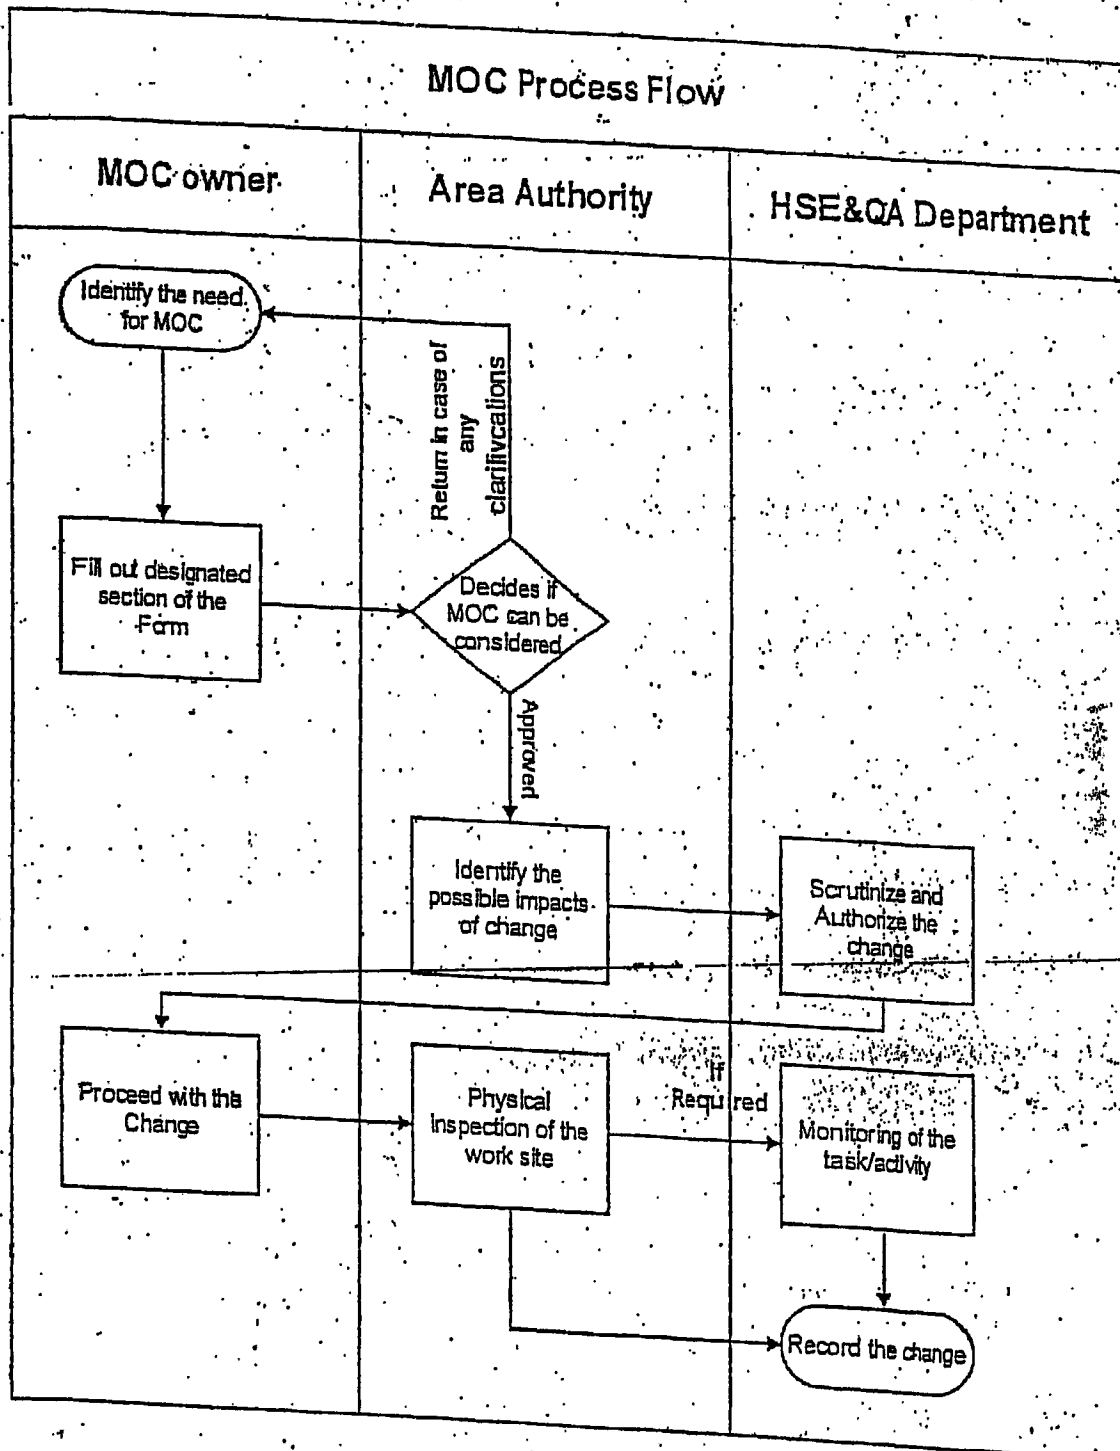 MOC Process Flow
MOC owner
Area Authority
HSE&QA Department
Identify the need
for MOC
Return in case of
any
clarifivcations
Fill out designated
section of the
Form
Decides if
MOC can be
considered
Approved
Identify the
possible impacts
of change
Scrutinize and
Authorize the
change
Proceed with the
Change
Physical
Inspection of the
work site
If
Required
Monitoring of the
task/activity
Record the change